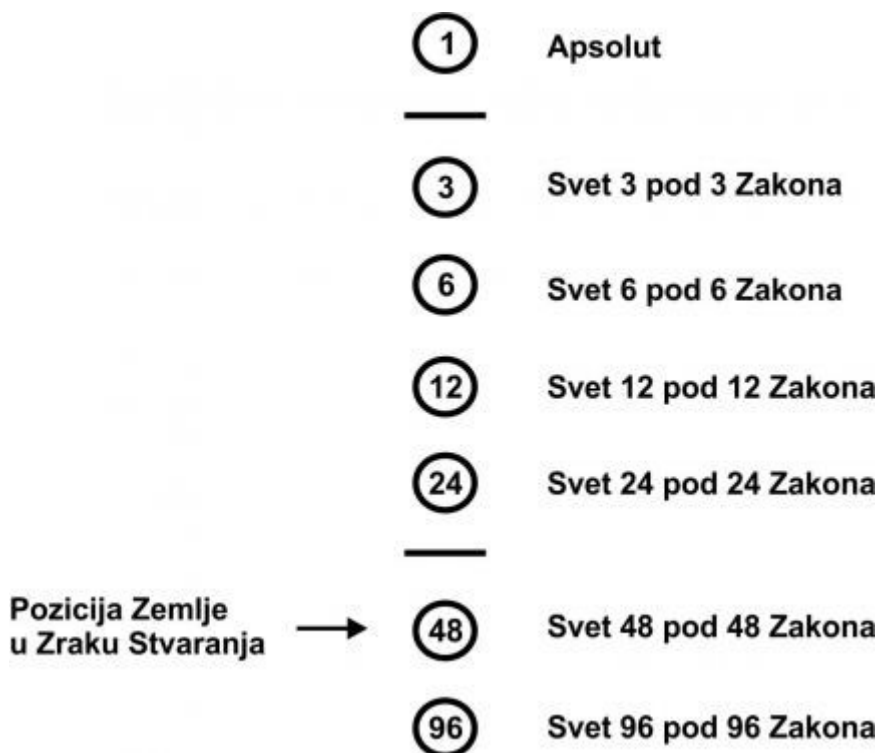 1 Apsolut
3 Svet 3 pod 3 Zakona
6 Svet 6 pod 6 Zakona
12 Svet 12 pod 12 Zakona
24 Svet 24 pod 24 Zakona
Pozicija Zemlje
u Zraku Stvaranja
48 Svet 48 pod 48 Zakona
96 Svet 96 pod 96 Zakona